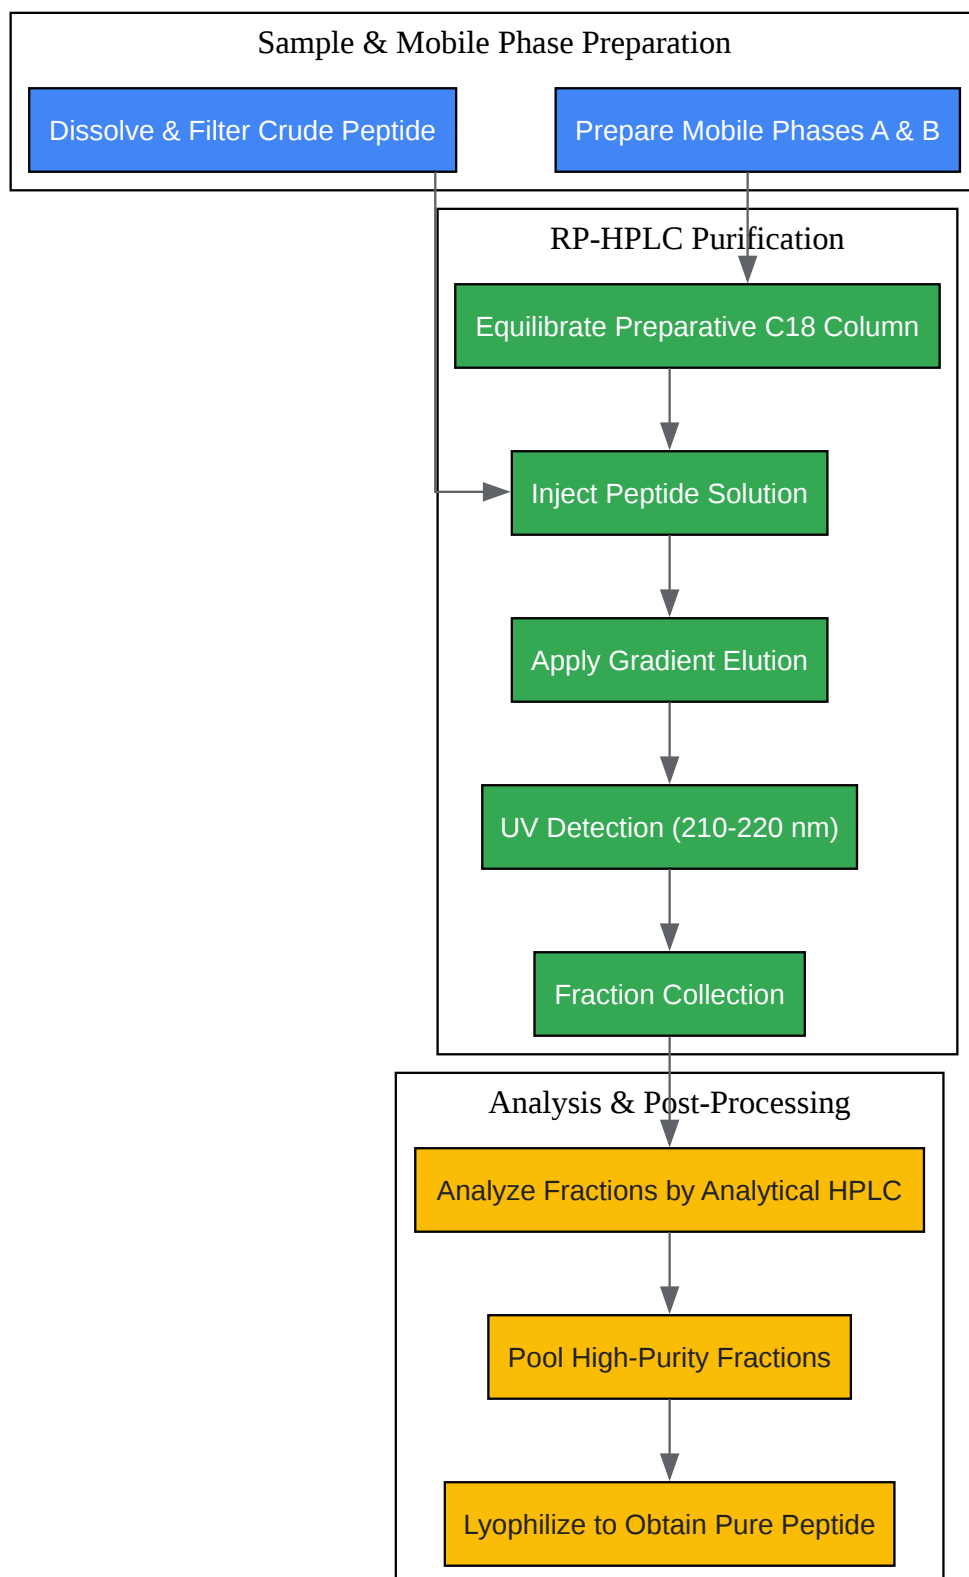 Sample & Mobile Phase Preparation
Dissolve & Filter Crude Peptide
Prepare Mobile Phases A & B
RP-HPLC Purification
Equilibrate Preparative C18 Column
Inject Peptide Solution
Apply Gradient Elution
UV Detection (210-220 nm)
Fraction Collection
Analysis & Post-Processing
Analyze Fractions by Analytical HPLC
Pool High-Purity Fractions
Lyophilize to Obtain Pure Peptide